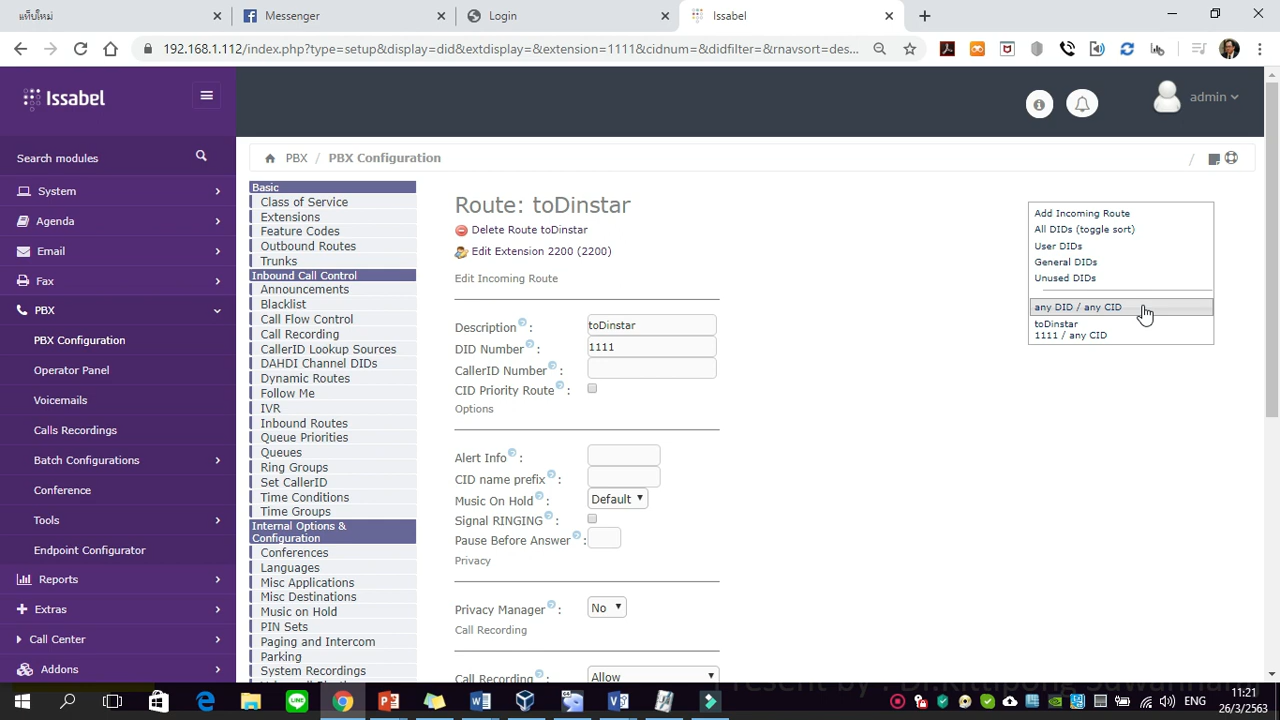 แท็บใหม่
Messenger
Login
Issabel
192.168.1.112/index.php?type=setup&display=did&extdisplay=&extension=1111&cidnum=&didfilter=&rnavsort=des...
Issabel
admin
Search modules
PBX / PBX Configuration
System
Agenda
Email
Fax
PBX
PBX Configuration
Operator Panel
Voicemails
Calls Recordings
Batch Configurations
Conference
Tools
Endpoint Configurator
Reports
Extras
Call Center
Addons
Basic
Class of Service
Extensions
Feature Codes
Outbound Routes
Trunks
Inbound Call Control
Announcements
Blacklist
Call Flow Control
Call Recording
CallerID Lookup Sources
DAHDI Channel DIDs
Dynamic Routes
Follow Me
IVR
Inbound Routes
Queue Priorities
Queues
Ring Groups
Set CallerID
Time Conditions
Time Groups
Internal Options &
Configuration
Conferences
Languages
Misc Applications
Misc Destinations
Music on Hold
PIN Sets
Paging and Intercom
Parking
System Recordings
Route: toDinstar
Delete Route toDinstar
Edit Extension 2200 (2200)
Edit Incoming Route
Description : toDinstar
DID Number : 1111
CallerID Number :
CID Priority Route :
Options
Alert Info :
CID name prefix :
Music On Hold : Default
Signal RINGING :
Pause Before Answer :
Privacy
Privacy Manager : No
Call Recording
Call Recording : Allow
Add Incoming Route
All DIDs (toggle sort)
User DIDs
General DIDs
Unused DIDs
any DID / any CID
toDinstar
1111 / any CID
ENG
11:21
26/3/2563